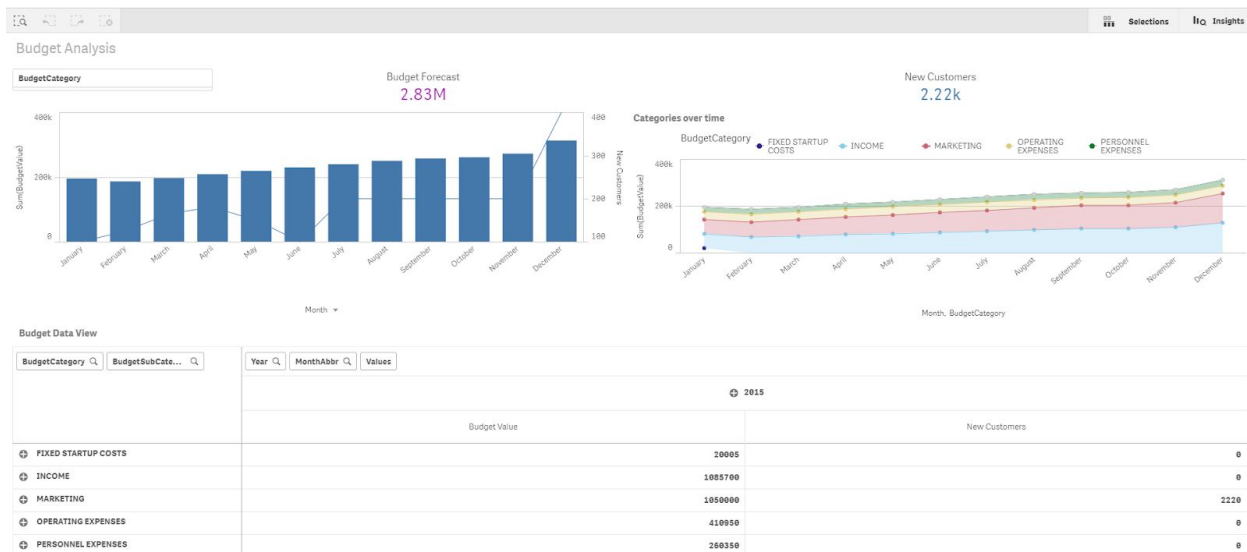 Selections
Insights
Budget Analysis
BudgetCategory
Budget Forecast
2.83M
New Customers
2.22k
400k
200k
0
Sum(BudgetValue)
400
300
200
100
New Customers
January
February
March
April
May
June
July
August
September
October
November
December
Month
Categories over time
BudgetCategory
FIXED STARTUP
COSTS
INCOME
MARKETING
OPERATING
EXPENSES
PERSONNEL
EXPENSES
400k
200k
0
Sum(BudgetValue)
January
February
March
April
May
June
July
August
September
October
November
December
Month, BudgetCategory
Budget Data View
BudgetCategory BudgetSubCate... Year MonthAbbr Values
2015
Budget Value New Customers
FIXED STARTUP COSTS 20005 0
INCOME 1085700 0
MARKETING 1050000 2220
OPERATING EXPENSES 410950 0
PERSONNEL EXPENSES 260350 0